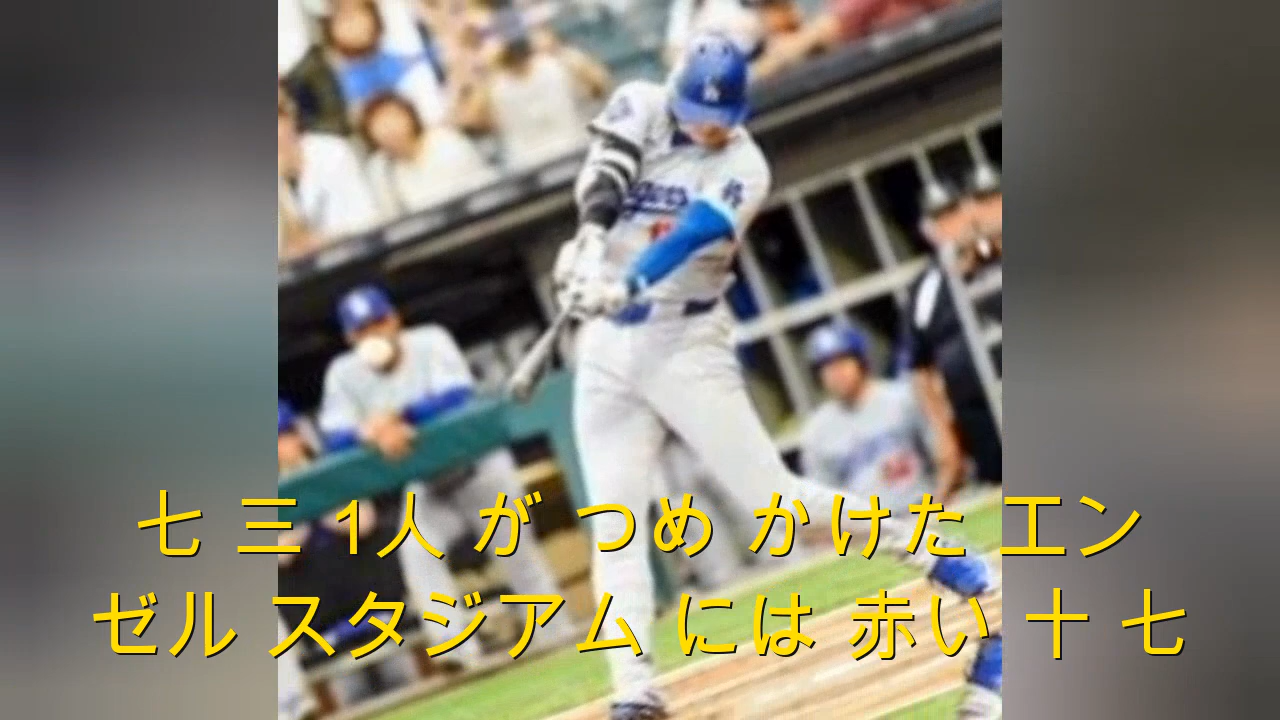 七 三 1人 が つめ かけた エン
ゼル スタジアム には 赤い 十 七